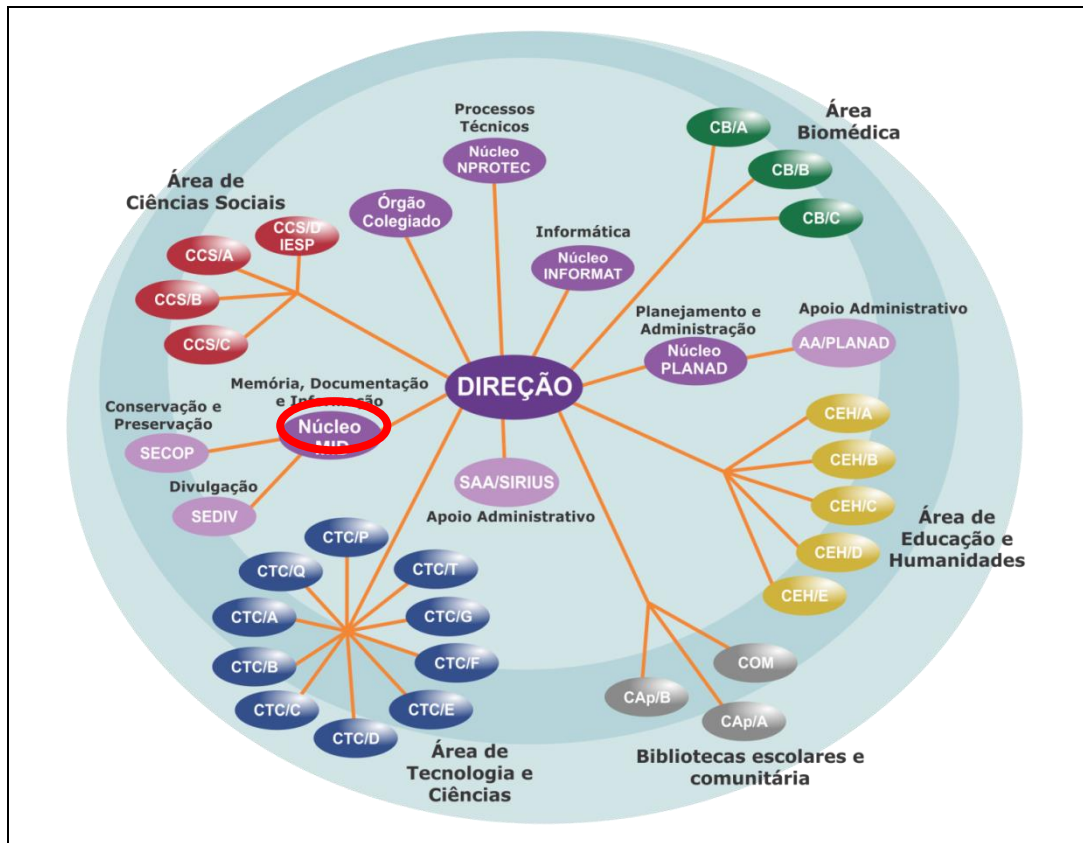 Processos
Técnicos
Núcleo
NPROTEC
Órgão
Colegiado
Informática
Núcleo
INFORMAT
Área
Biomédica
CB/A
CB/B
CB/C
Área de
Ciências Sociais
CCS/D
IESP
CCS/A
CCS/B
CCS/C
Planejamento e
Administração
Núcleo
PLANAD
Apoio Administrativo
AA/PLANAD
DIREÇÃO
Memória, Documentação
e Informação
Núcleo
MID
Conservação e
Preservação
SECOP
Divulgação
SEDIV
SAA/SIRIUS
Apoio Administrativo
CEH/A
CEH/B
CEH/C
CEH/D
CEH/E
Área de
Educação e
Humanidades
CTC/P
CTC/Q
CTC/T
CTC/A
CTC/G
CTC/B
CTC/F
CTC/C
CTC/E
CTC/D
Área de
Tecnologia e
Ciências
COM
CAp/B
CAp/A
Bibliotecas escolares e
comunitária